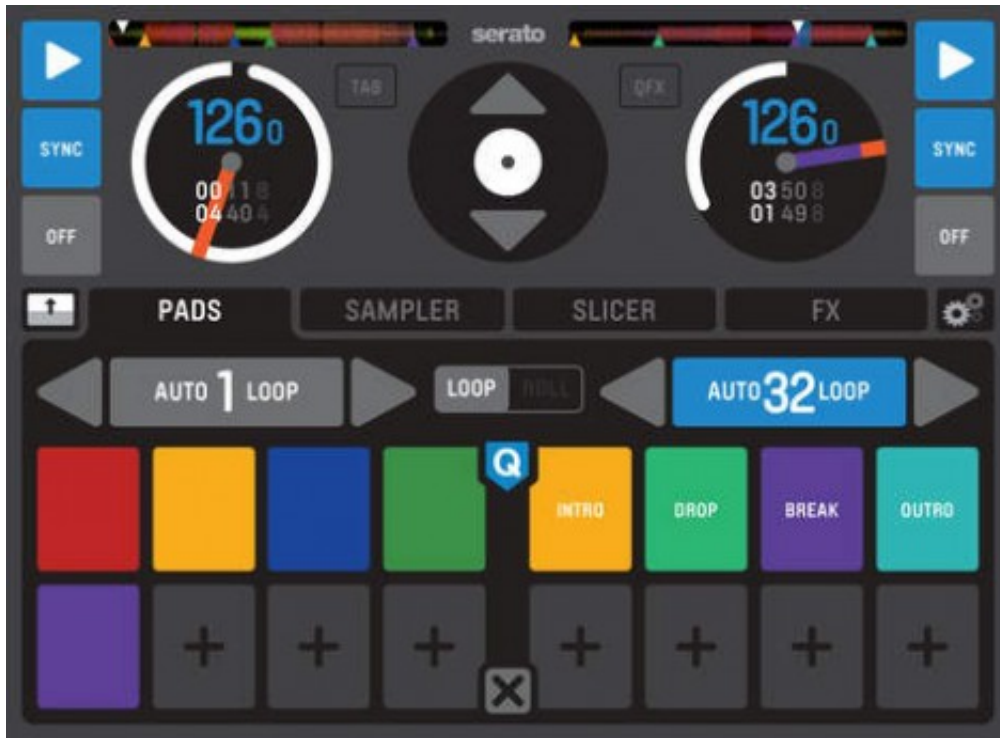 serato
TAB QFX
126.0 126.0
SYNC SYNC
00 11 8 03 50 8
04 40 4 01 49 8
OFF OFF
PADS SAMPLER SLICER FX
AUTO 1 LOOP LOOP ROLL AUTO 32 LOOP
Q
INTRO DROP BREAK OUTRO